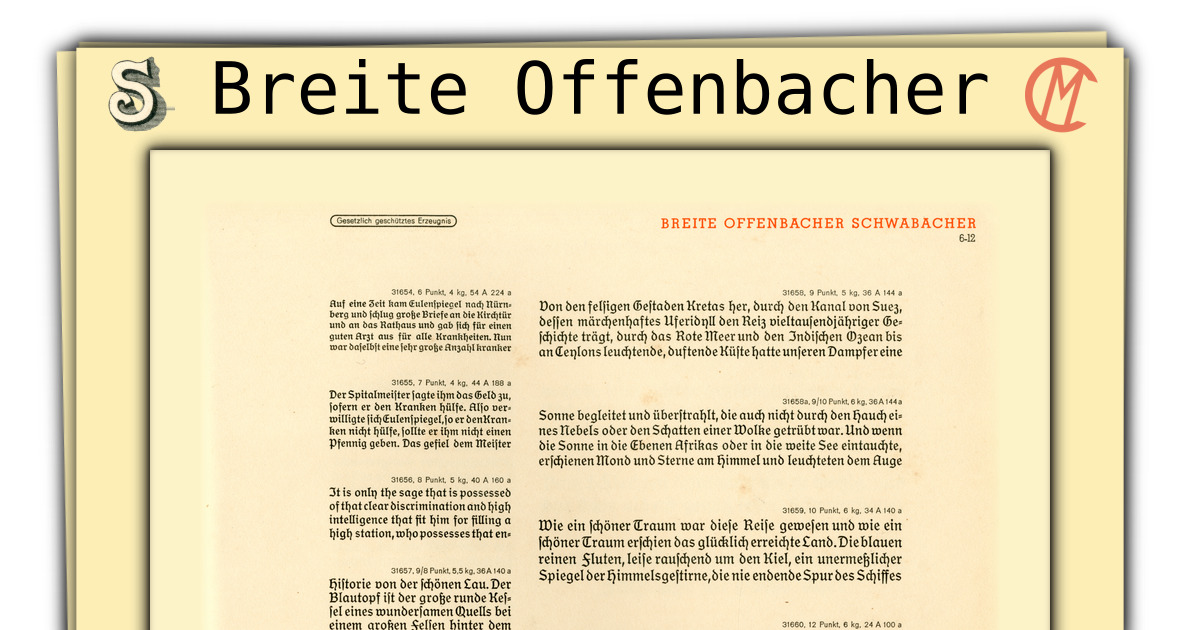 S Breite Offenbacher CM
Gesetzlich geschütztes Erzeugnis
BREITE OFFENBACHER SCHWABACHER
6-12
31654, 6 Punkt, 4 kg, 54 A 224 a
Auf eine Zeit kam Eulenſpiegel nach Nürn-
berg und ſchlug große Briefe an die Kirchtür
und an das Rathaus und gab ſich für einen
guten Arzt aus für alle Krankheiten. Nun
war daſelbſt eine ſehr große Anzahl kranker
31655, 7 Punkt, 4 kg, 44 A 188 a
Der Spitalmeiſter ſagte ihm das Geld zu,
ſofern er den Kranken hülfe. Alſo ver-
willigte ſich Eulenſpiegel, ſo er den Kran-
ken nicht hülfe, ſollte er ihm nicht einen
Pfennig geben. Das gefiel dem Meiſter
31656, 8 Punkt, 5 kg, 40 A 160 a
It is only the sage that is possessed
of that clear discrimination and high
intelligence that fit him for filling a
high station, who possesses that en-
31657, 9/8 Punkt, 5,5 kg, 36 A 140 a
Hiſtorie von der ſchönen Lau. Der
Blautopf iſt der große runde Keſ-
ſel eines wunderſamen Quells bei
einem großen Felſen hinter dem
31658, 9 Punkt, 5 kg, 36 A 144 a
Von den felſigen Geſtaden Kretas her, durch den Kanal von Suez,
deſſen märchenhaftes Uferidyll den Reiz vieltauſendjähriger Ge-
ſchichte trägt, durch das Rote Meer und den Indiſchen Ozean bis
an Ceylons leuchtende, duftende Küſte hatte unſeren Dampfer eine
31658a, 9/10 Punkt, 6 kg, 36 A 144 a
Sonne begleitet und überſtrahlt, die auch nicht durch den Hauch ei-
nes Nebels oder den Schatten einer Wolke getrübt war. Und wenn
die Sonne in die Ebenen Afrikas oder in die weite See eintauchte,
erſchienen Mond und Sterne am Himmel und leuchteten dem Auge
31659, 10 Punkt, 6 kg, 34 A 140 a
Wie ein ſchöner Traum war dieſe Reiſe geweſen und wie ein
ſchöner Traum erſchien das glücklich erreichte Land. Die blauen
reinen Fluten, leiſe rauſchend um den Kiel, ein unermeßlicher
Spiegel der Himmelsgeſtirne, die nie endende Spur des Schiffes
31660, 12 Punkt, 6 kg, 24 A 100 a